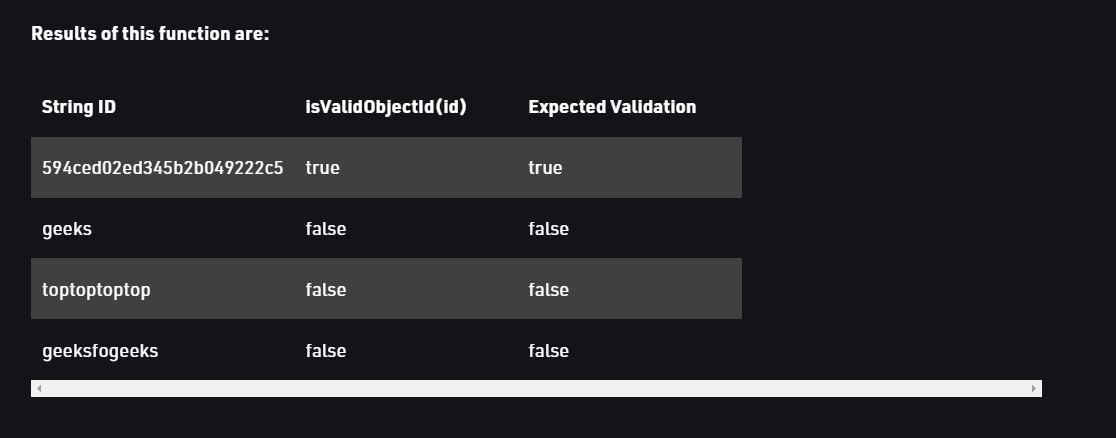 Results of this function are:
String ID isValidObjectId(id) Expected Validation
594ced02ed345b2b049222c5 true true
geeks false false
toptoptoptop false false
geeksfogeeks false false